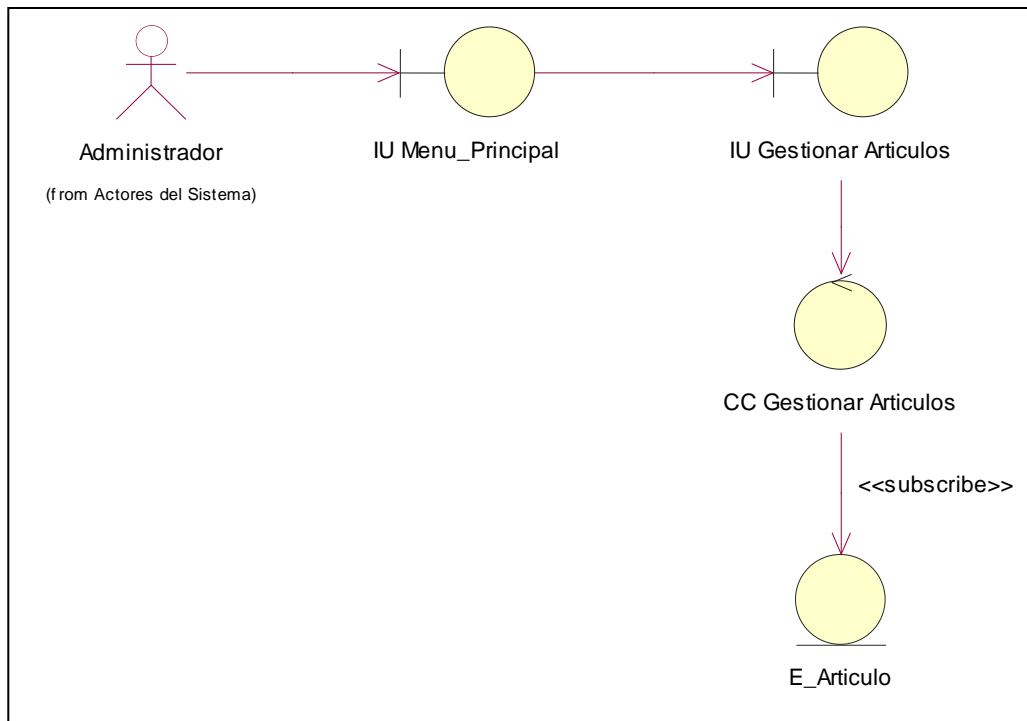 Administrador
(from Actores del Sistema)
IU Menu_Principal
IU Gestionar Articulos
CC Gestionar Articulos
<<subscribe>>
E_Articulo